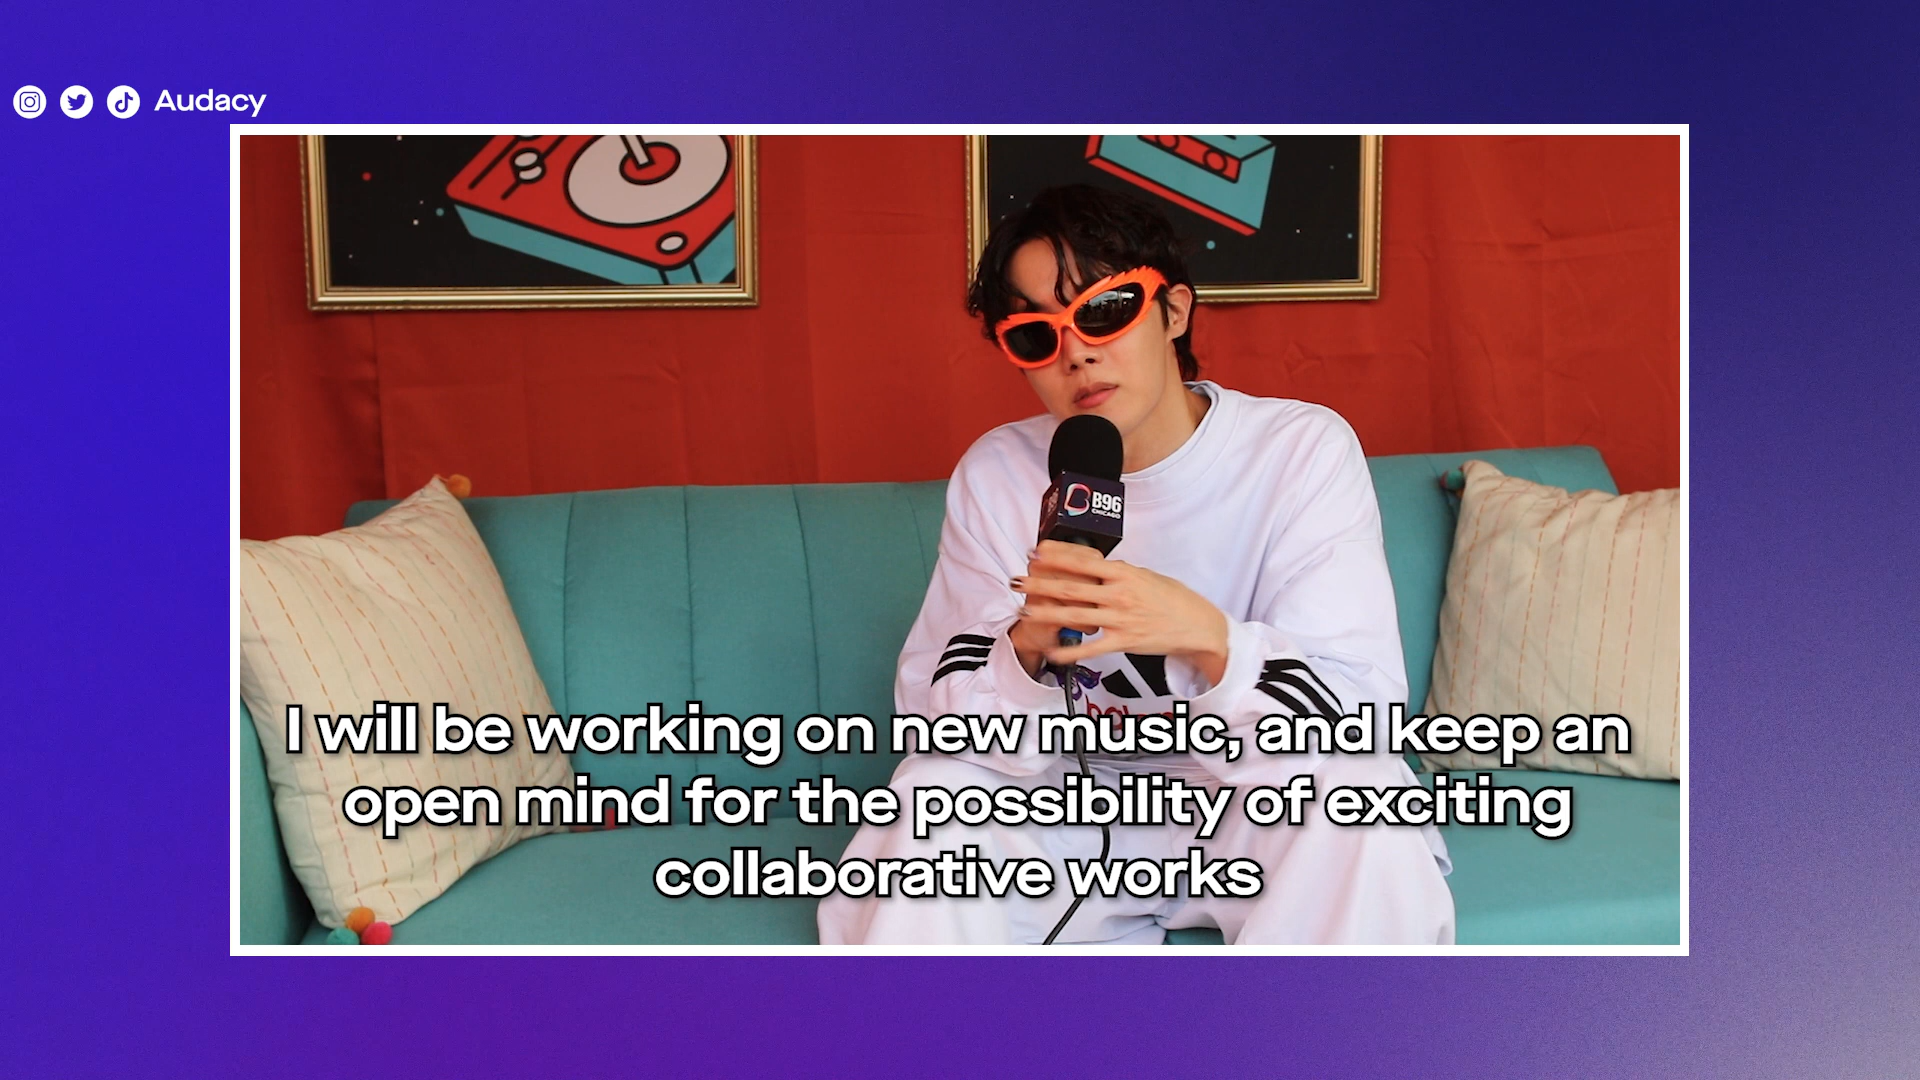 Audacy
B96
CHICAGO
I will be working on new music, and keep an
open mind for the possibility of exciting
collaborative works